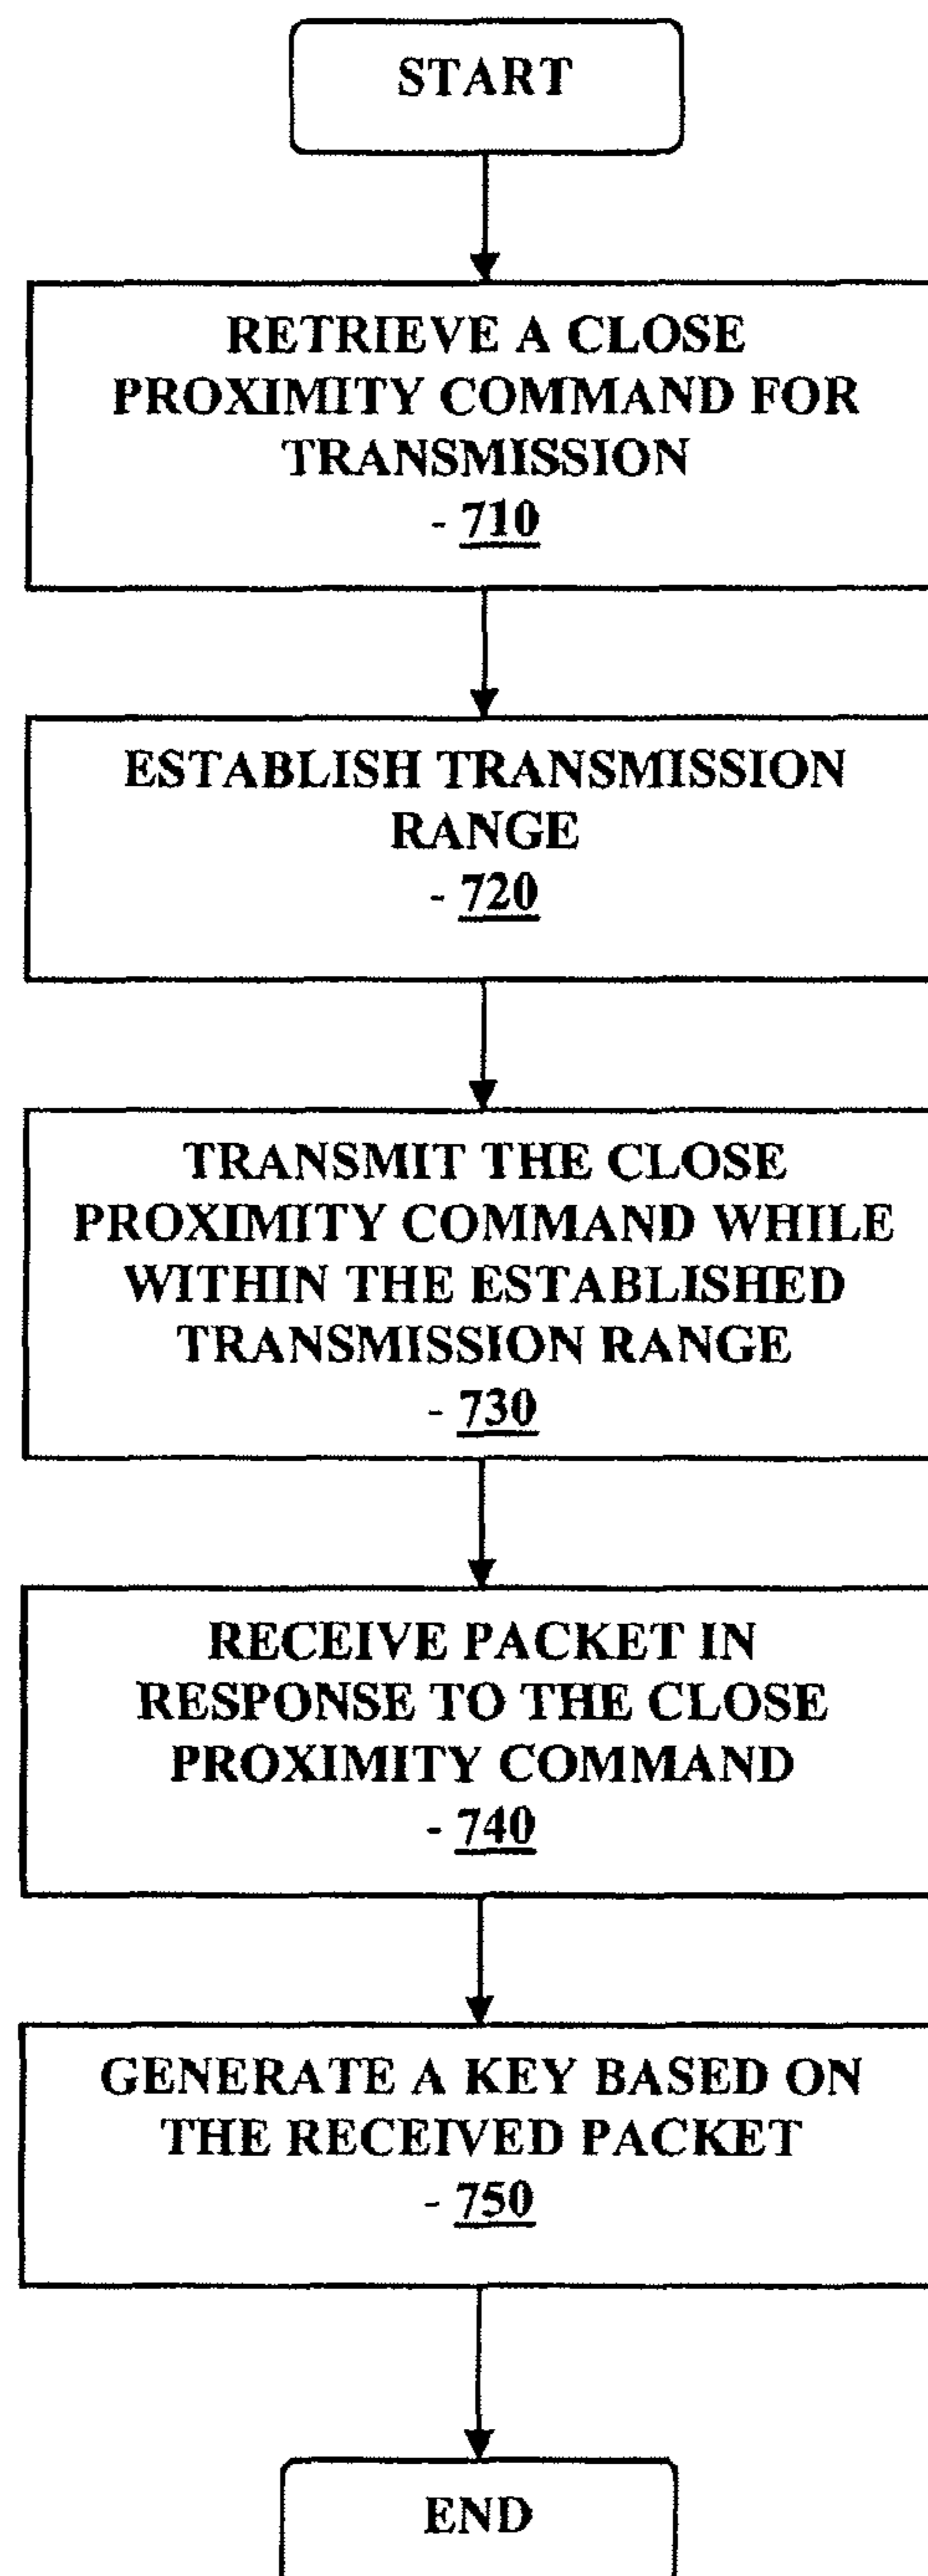 START
RETRIEVE A CLOSE
PROXIMITY COMMAND FOR
TRANSMISSION
- 710
ESTABLISH TRANSMISSION
RANGE
- 720
TRANSMIT THE CLOSE
PROXIMITY COMMAND WHILE
WITHIN THE ESTABLISHED
TRANSMISSION RANGE
- 730
RECEIVE PACKET IN
RESPONSE TO THE CLOSE
PROXIMITY COMMAND
- 740
GENERATE A KEY BASED ON
THE RECEIVED PACKET
- 750
END